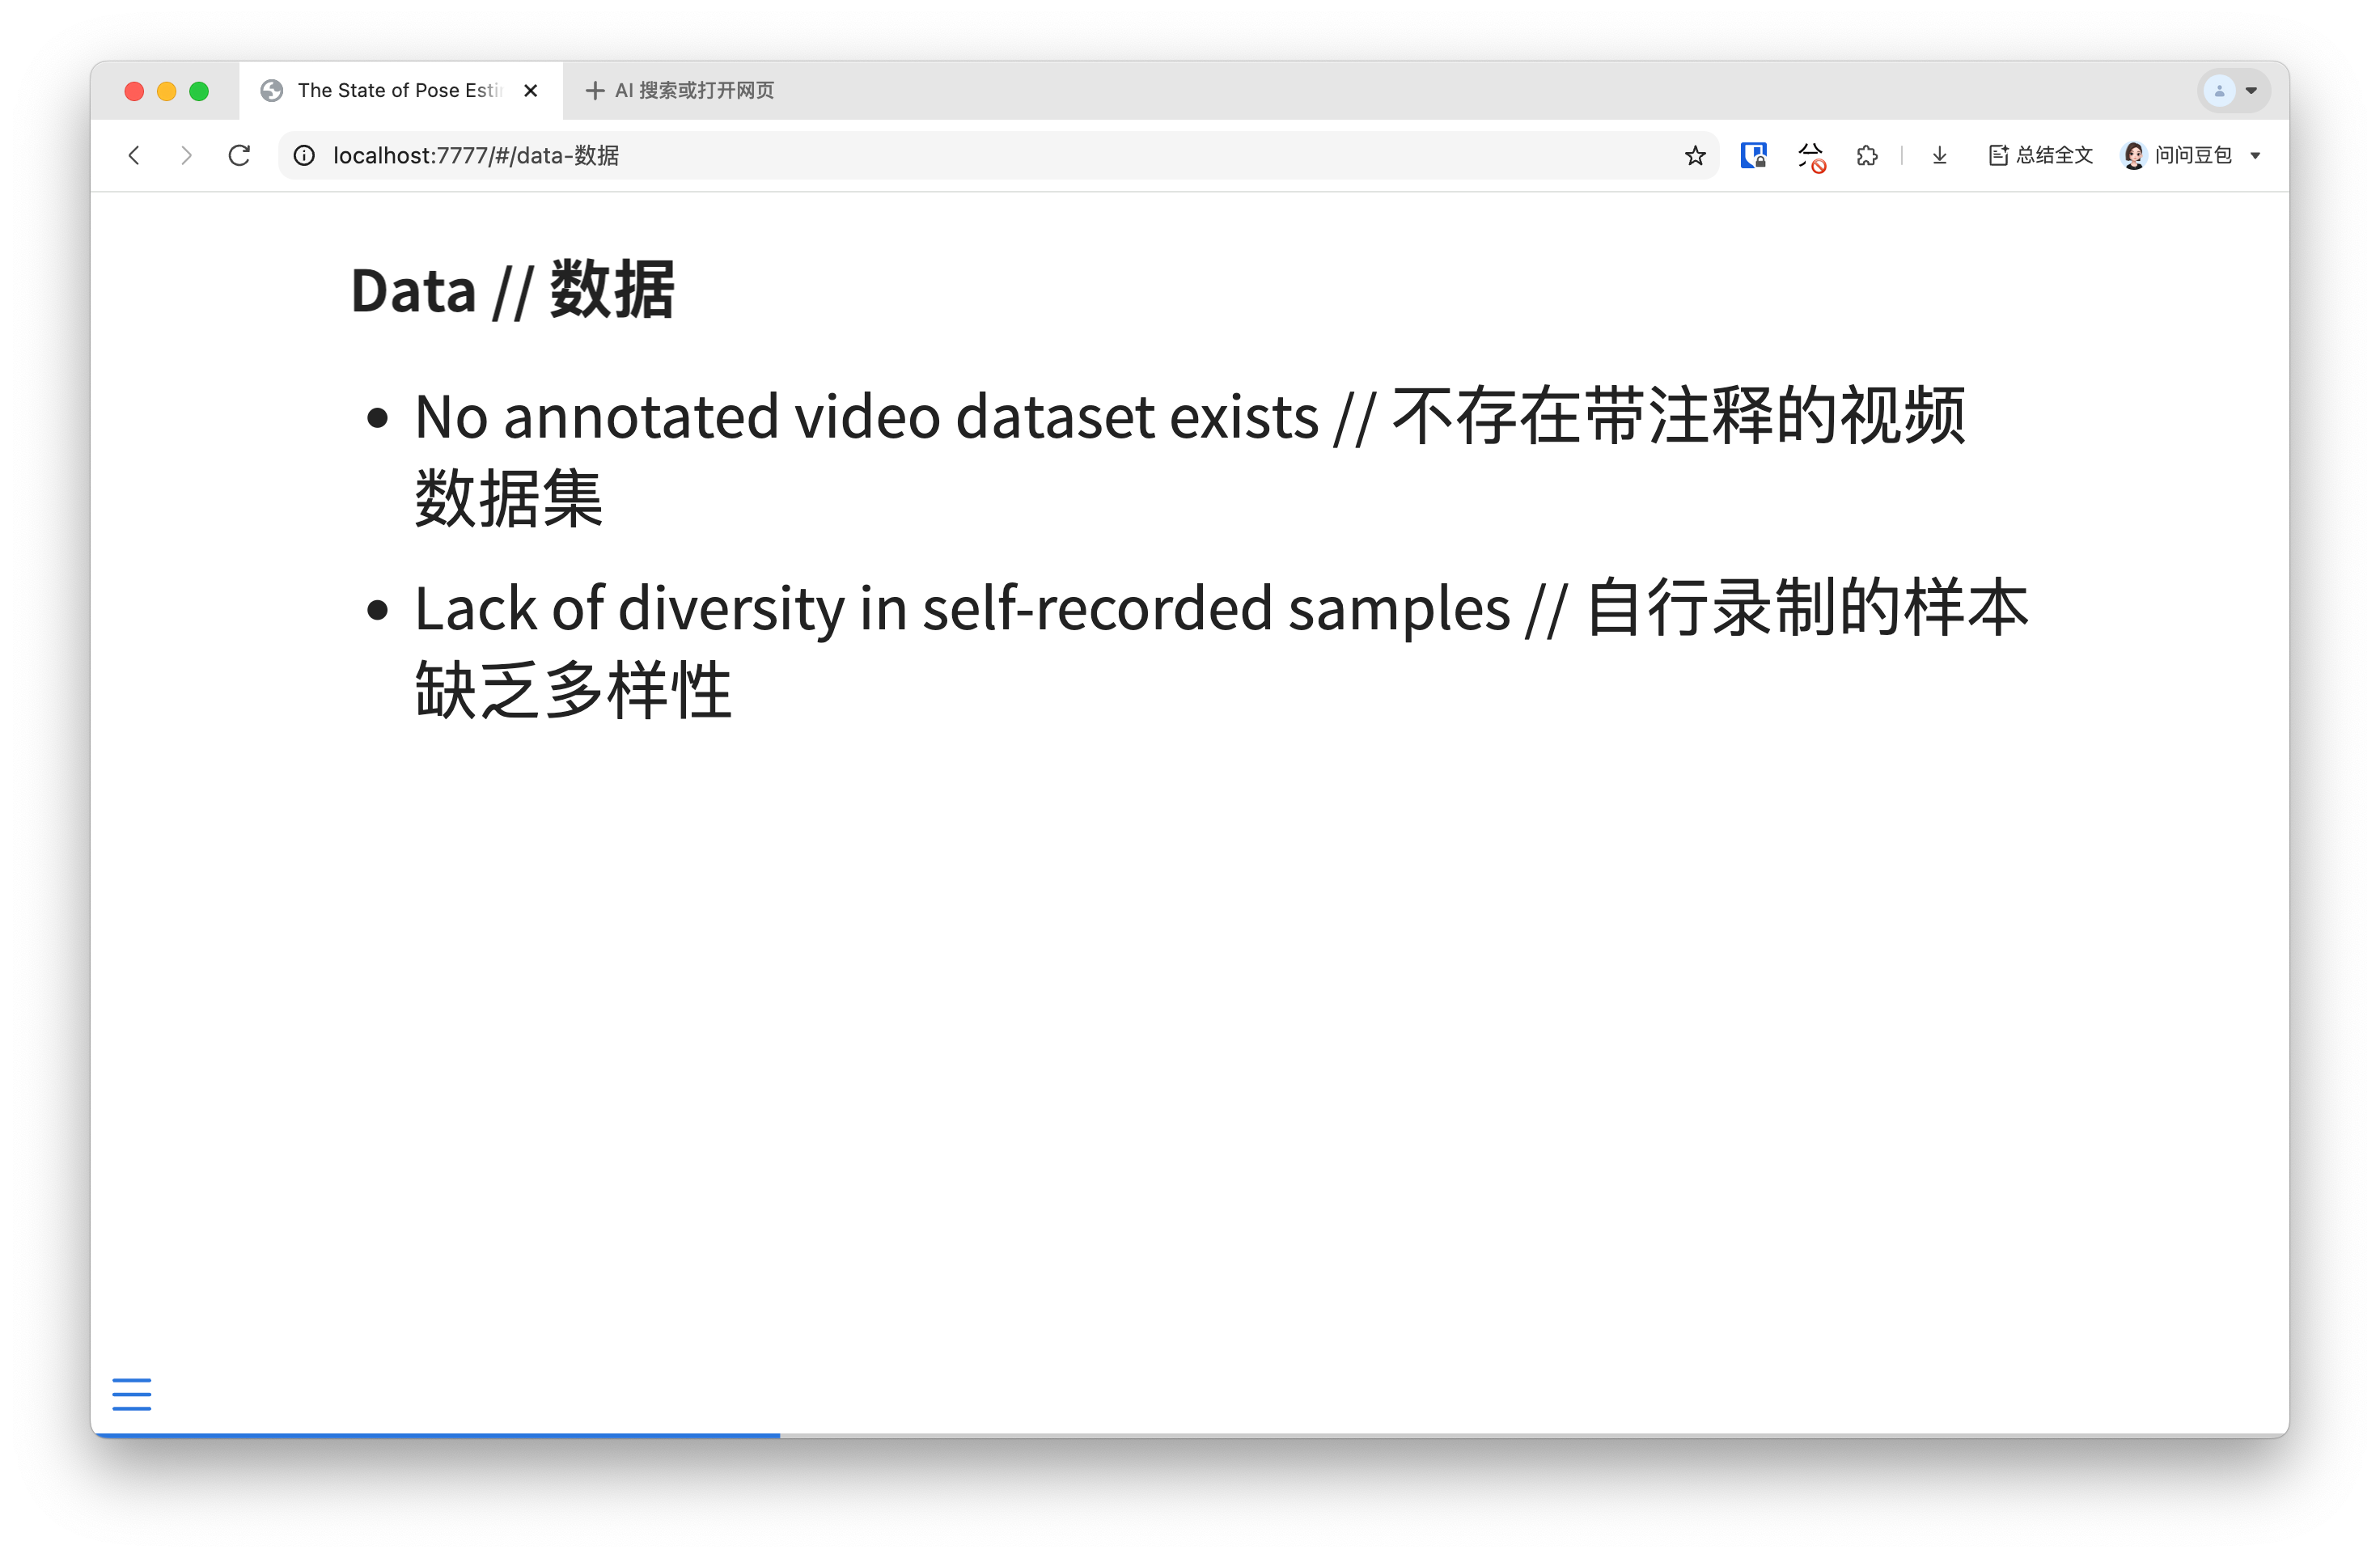 The State of Pose Esti
AI 搜索或打开网页
localhost:7777/#/data-数据
总结全文
问问豆包
Data // 数据
No annotated video dataset exists // 不存在带注释的视频
数据集
Lack of diversity in self-recorded samples // 自行录制的样本
缺乏多样性